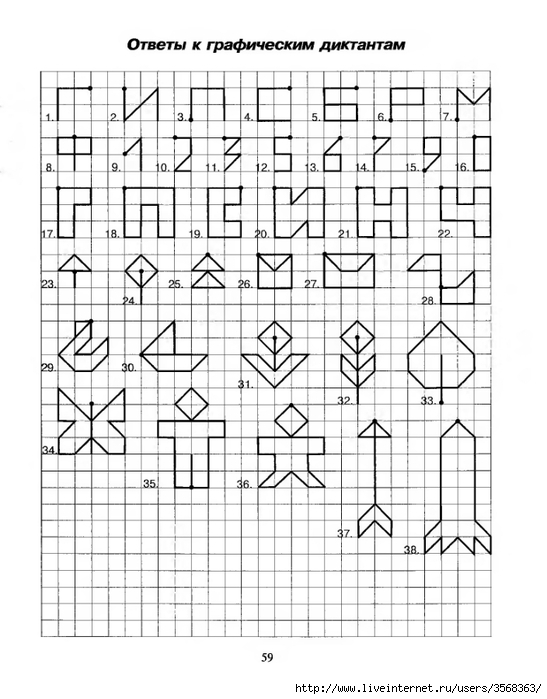 Ответы к графическим диктантам
1. 2. 3. 4. 5. 6. 7.
8. 9. 10. 11. 12. 13. 14. 15. 16.
17. 18. 19. 20. 21. 22.
23. 24. 25. 26. 27. 28.
29. 30. 31. 32. 33.
34. 35. 36. 37. 38.
59
http://www.liveinternet.ru/users/3568363/